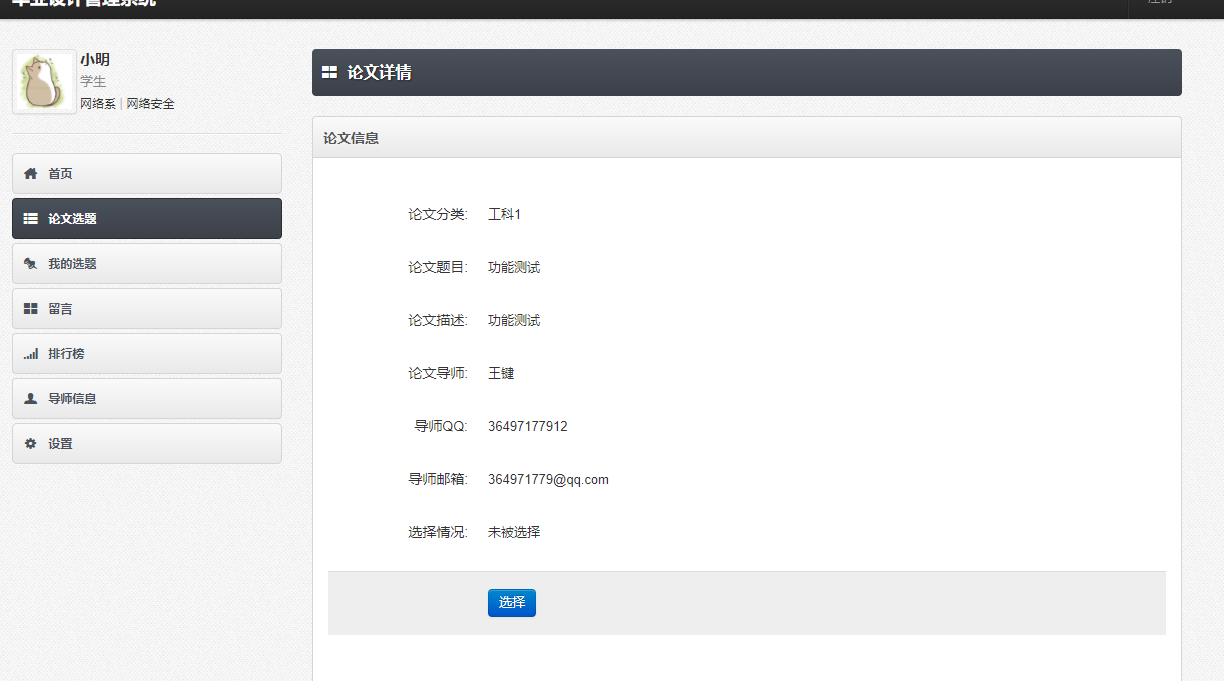 毕业设计管理系统
注销
小明
学生
网络系 | 网络安全
首页
论文选题
我的选题
留言
排行榜
导师信息
设置
论文详情
论文信息
论文分类: 工科1
论文题目: 功能测试
论文描述: 功能测试
论文导师: 王键
导师QQ: 36497177912
导师邮箱: 364971779@qq.com
选择情况: 未被选择
选择